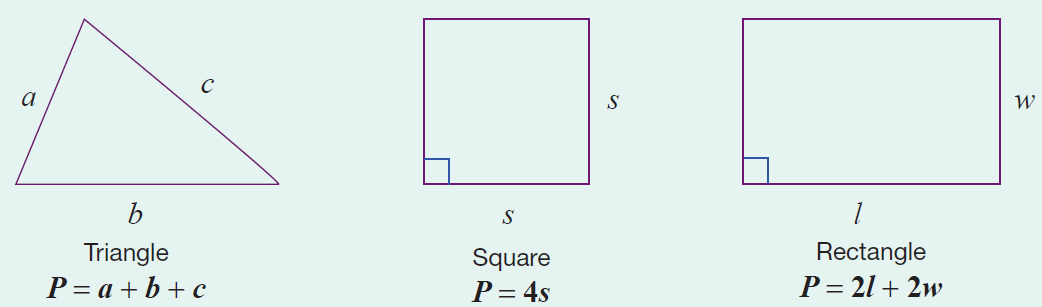 a
c
b
Triangle
P = a + b + c
s
s
Square
P = 4s
w
l
Rectangle
P = 2l + 2w